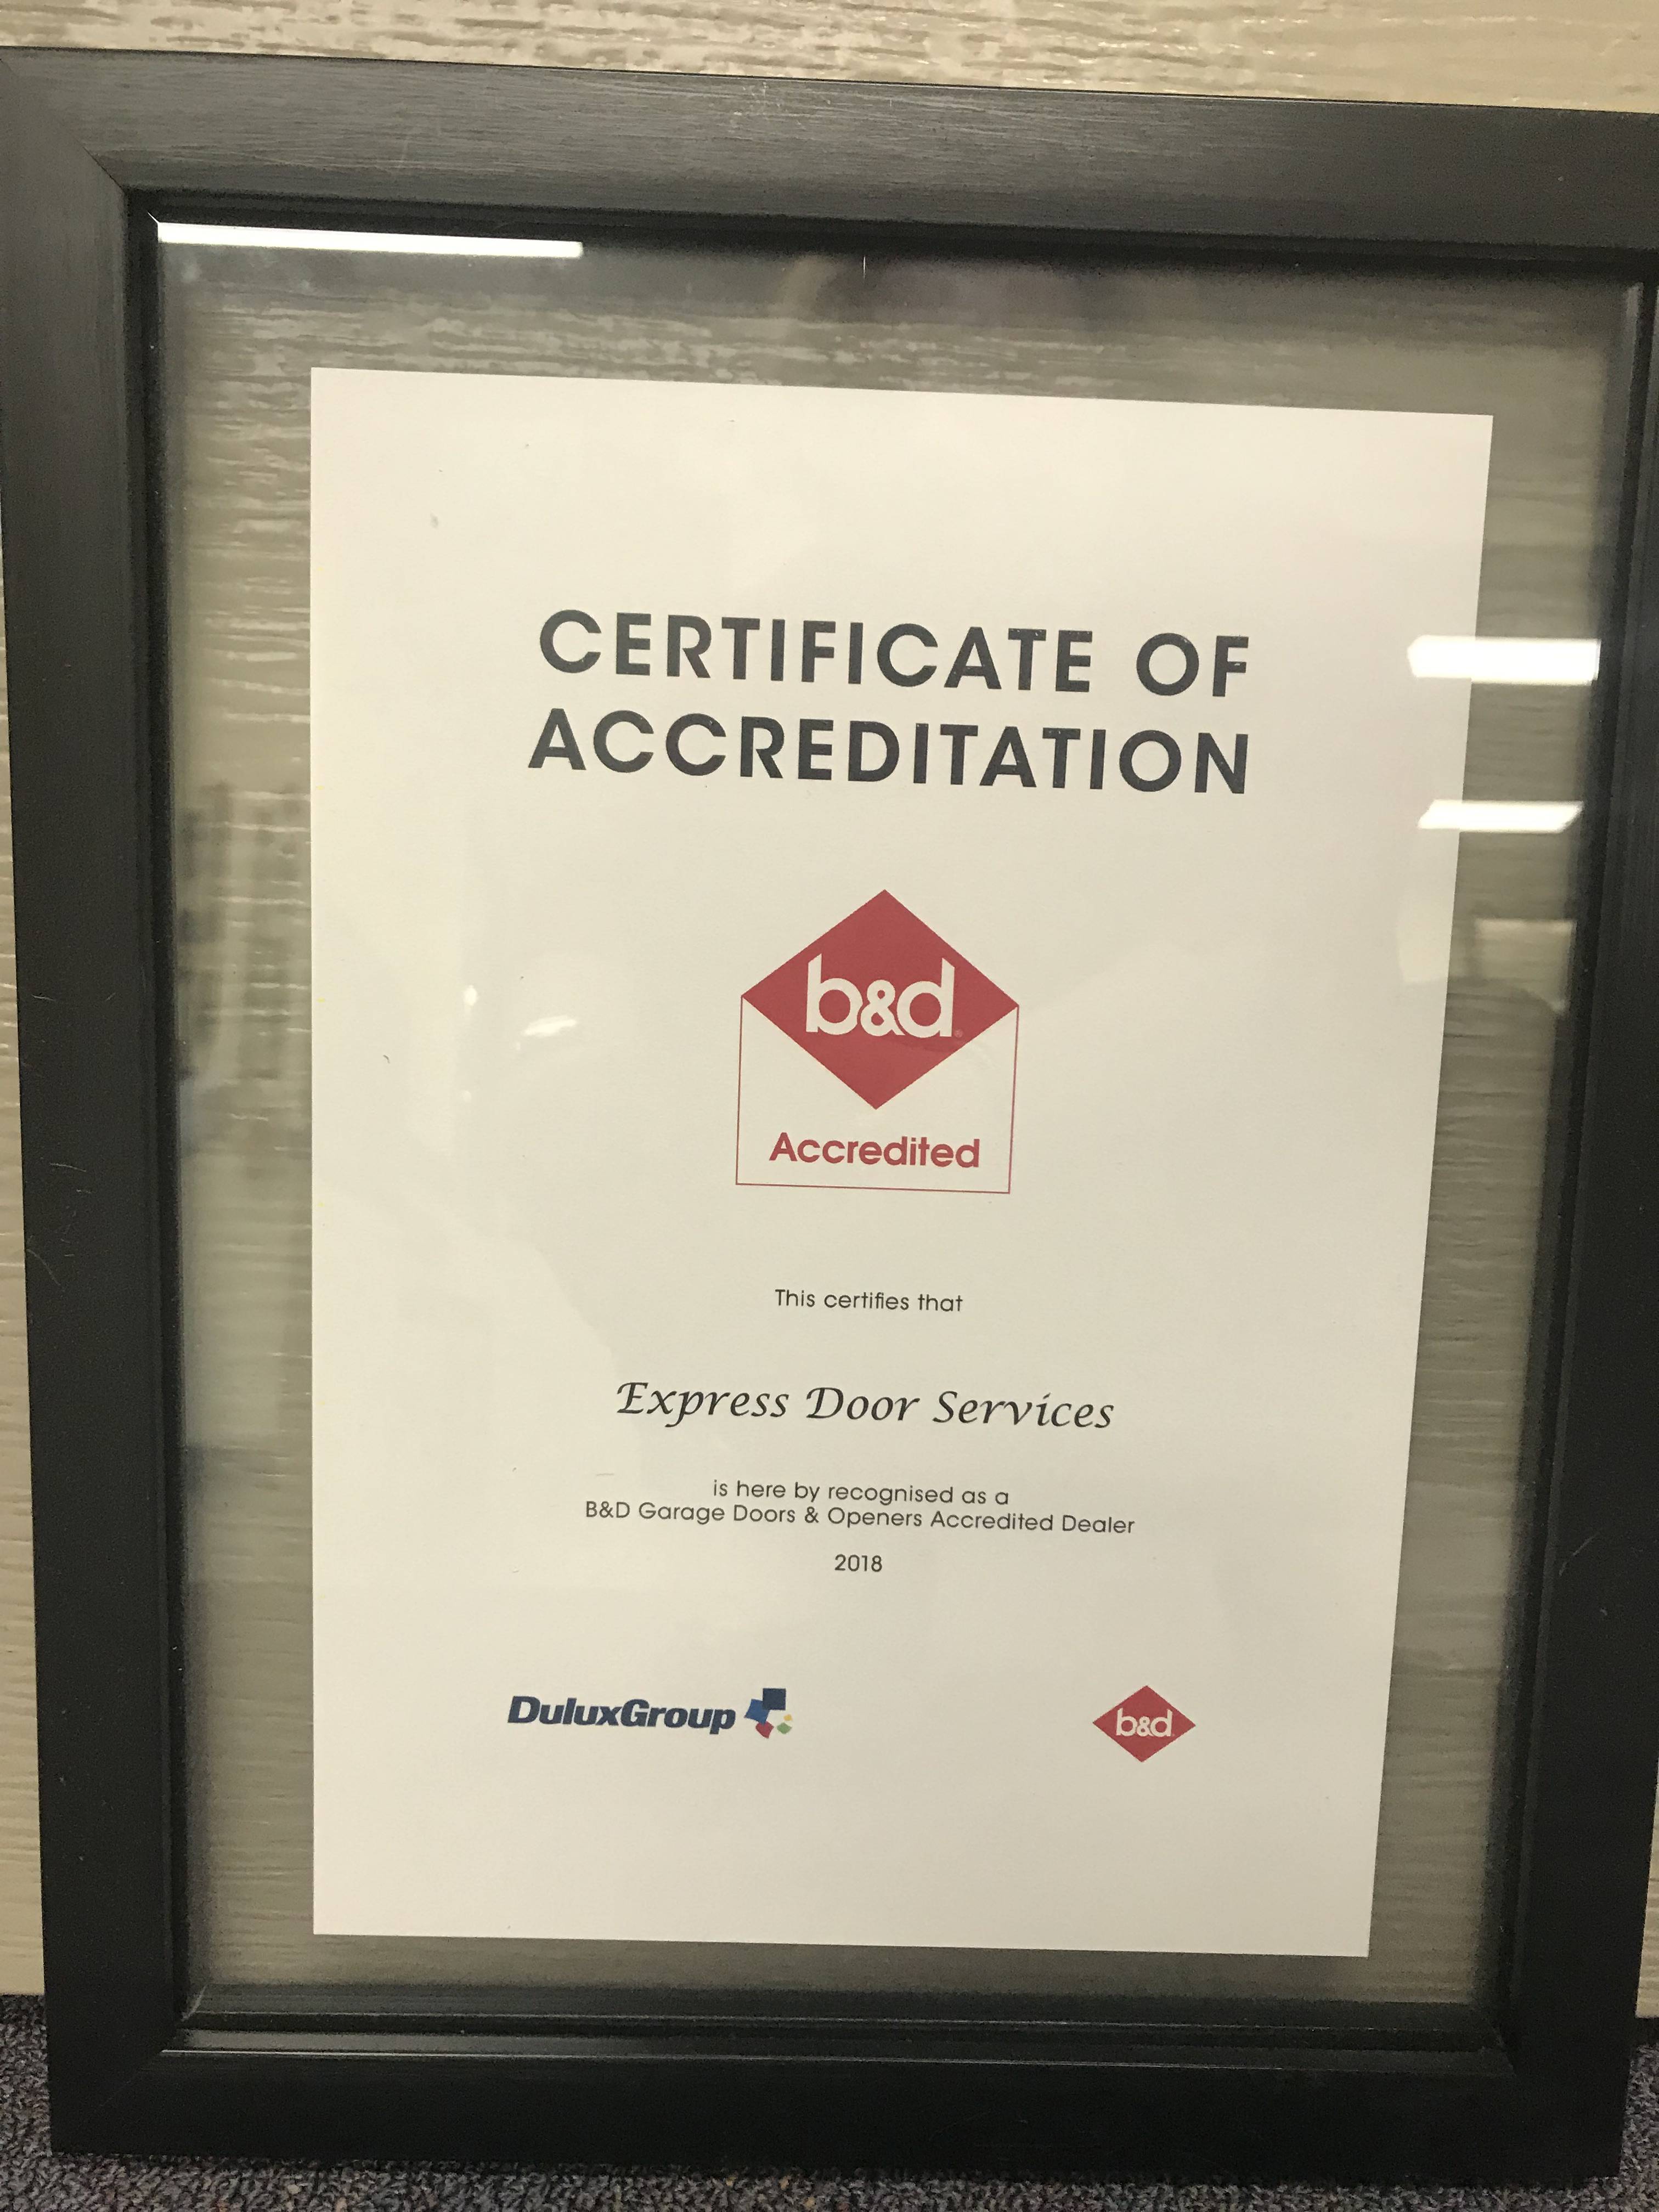 CERTIFICATE OF
ACCREDITATION
b&d
Accredited
This certifies that
Express Door Services
is here by recognised as a
B&D Garage Doors & Openers Accredited Dealer
2018
DuluxGroup b&d